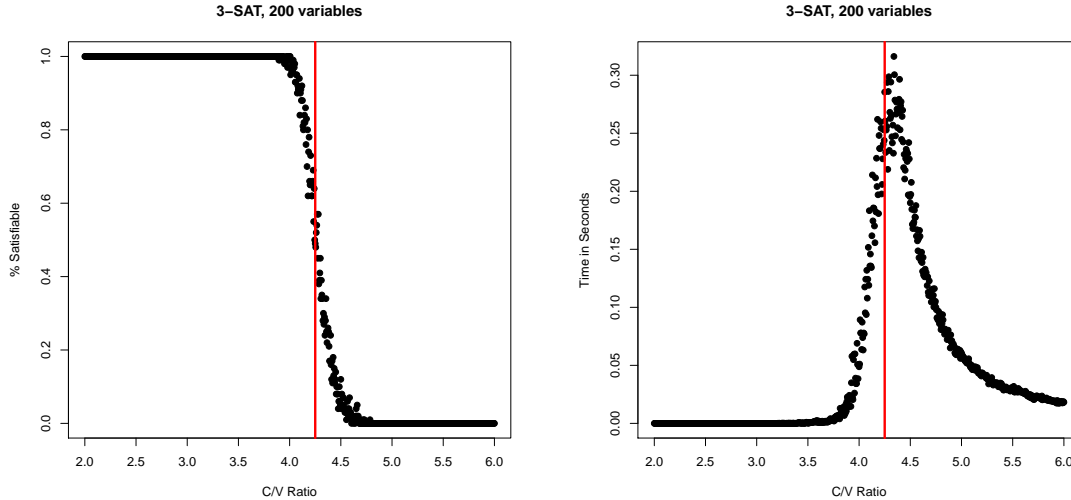 3−SAT, 200 variables
% Satisfiable
1.0
0.8
0.6
0.4
0.2
0.0
2.0 2.5 3.0 3.5 4.0 4.5 5.0 5.5 6.0
C/V Ratio
3−SAT, 200 variables
Time in Seconds
0.30
0.25
0.20
0.15
0.10
0.05
0.00
2.0 2.5 3.0 3.5 4.0 4.5 5.0 5.5 6.0
C/V Ratio